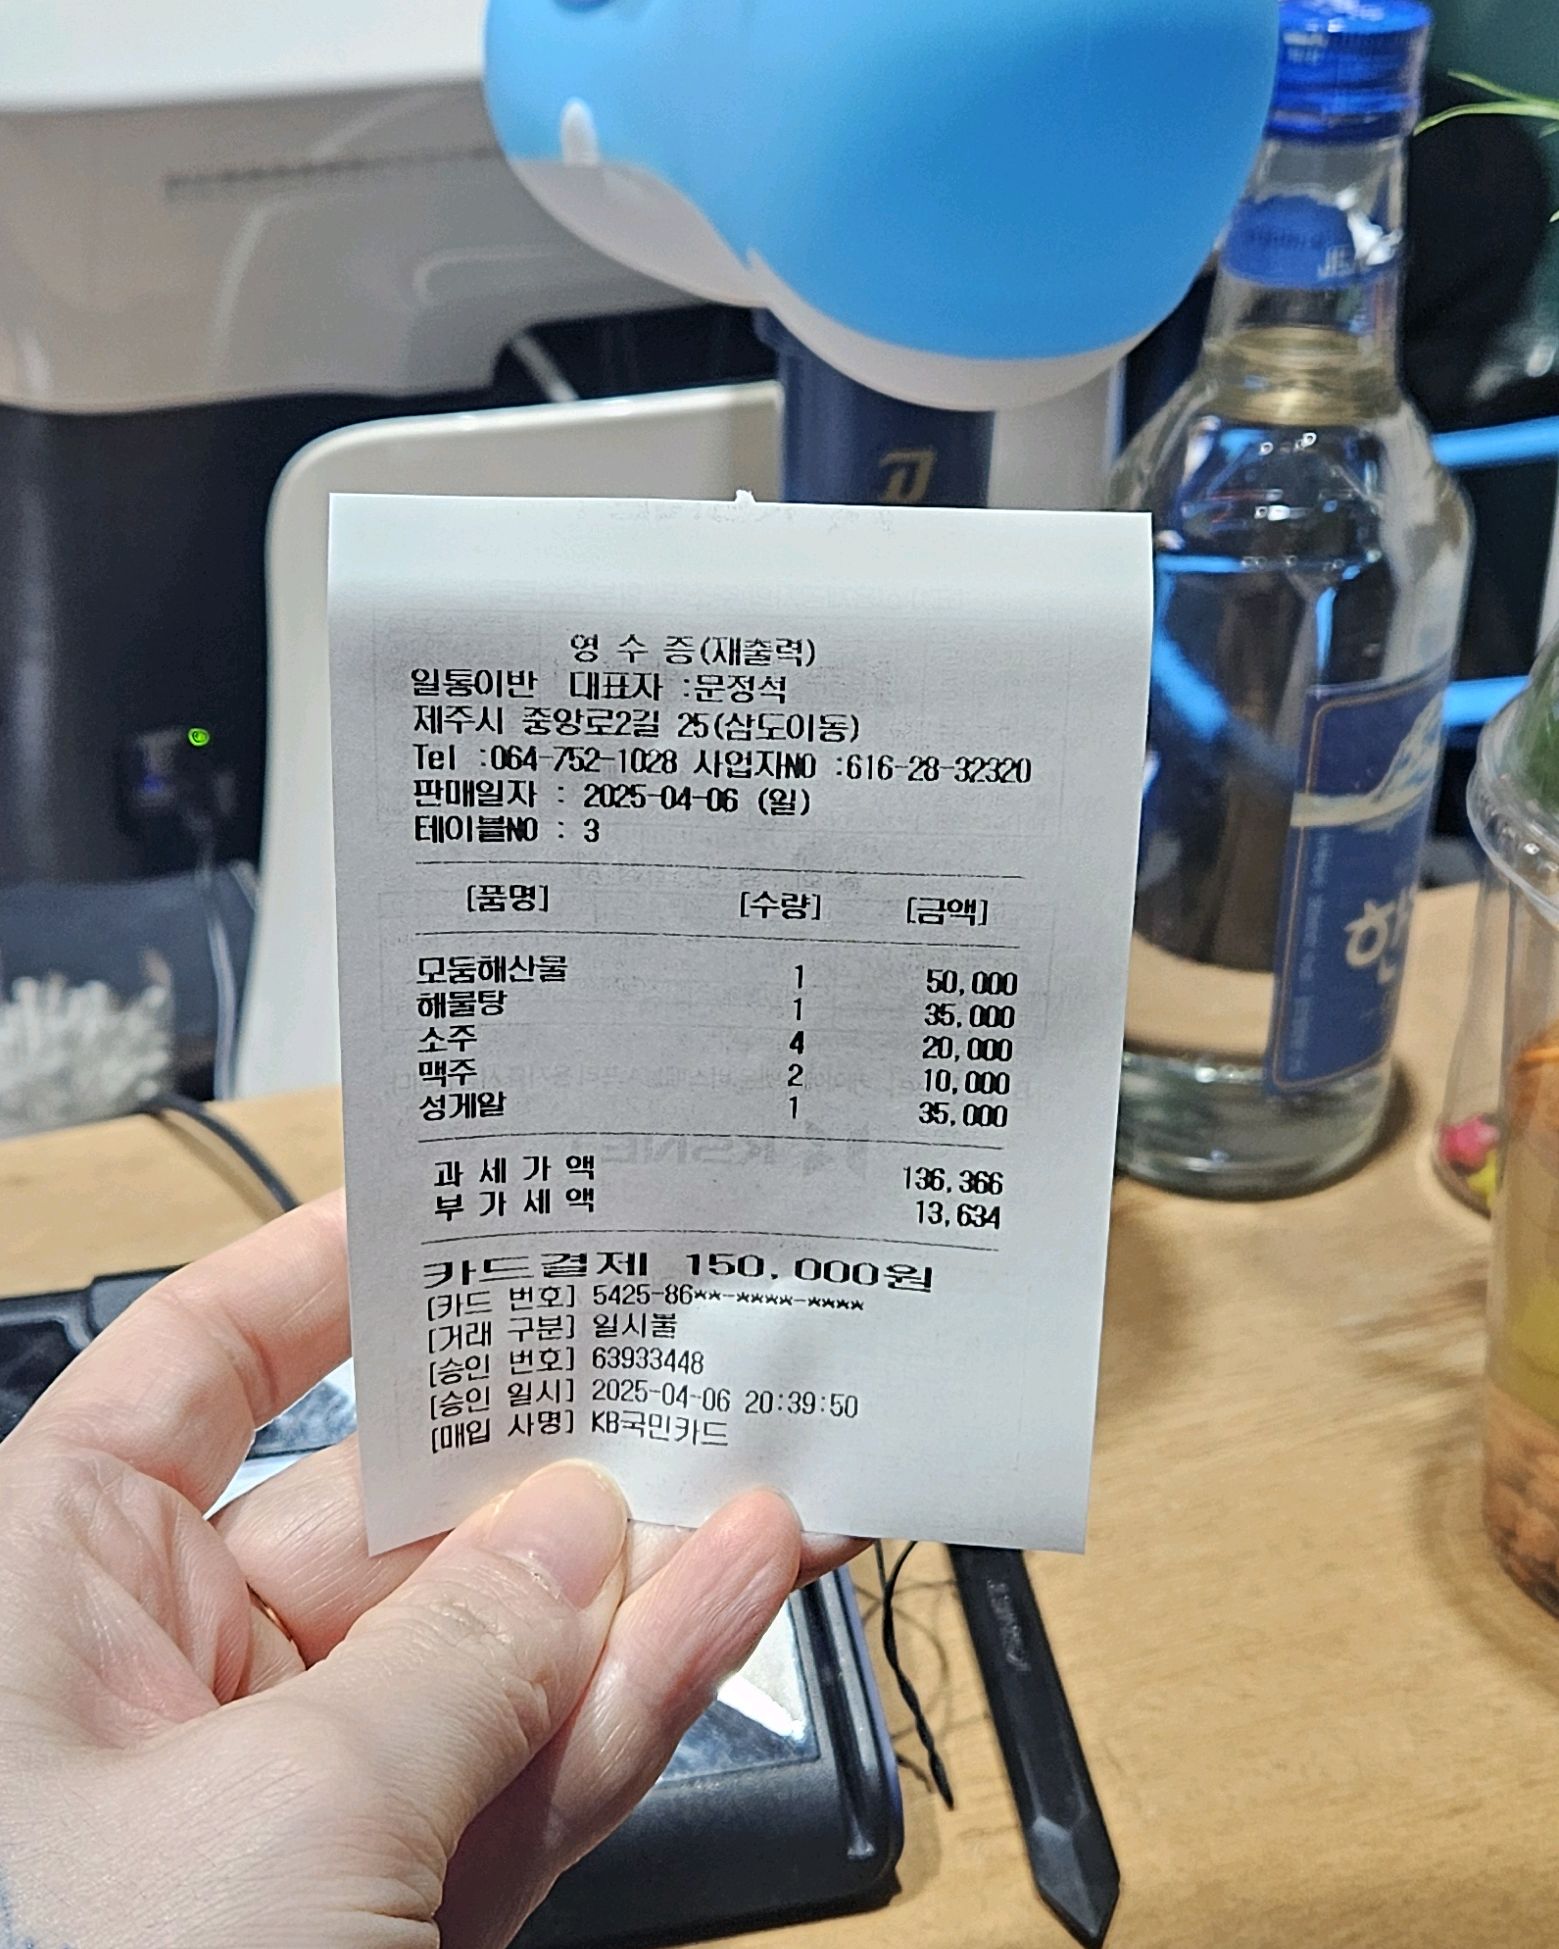 영 수 증(재출력)
일통이반 대표자 :문정석
제주시 중앙로2길 25(삼도이동)
Tel :064-752-1028 사업자NO :616-28-32320
판매일자 : 2025-04-06 (일)
테이블NO : 3
[품명] [수량] [금액]
모둠해산물 1 50,000
해물탕 1 35,000
소주 4 20,000
맥주 2 10,000
성게알 1 35,000
과 세 가 액 136,366
부 가 세 액 13,634
카드결제 150,000원
[카드 번호] 5425-86**-****-****
[거래 구분] 일시불
[승인 번호] 63933448
[승인 일시] 2025-04-06 20:39:50
[매입 사명] KB국민카드